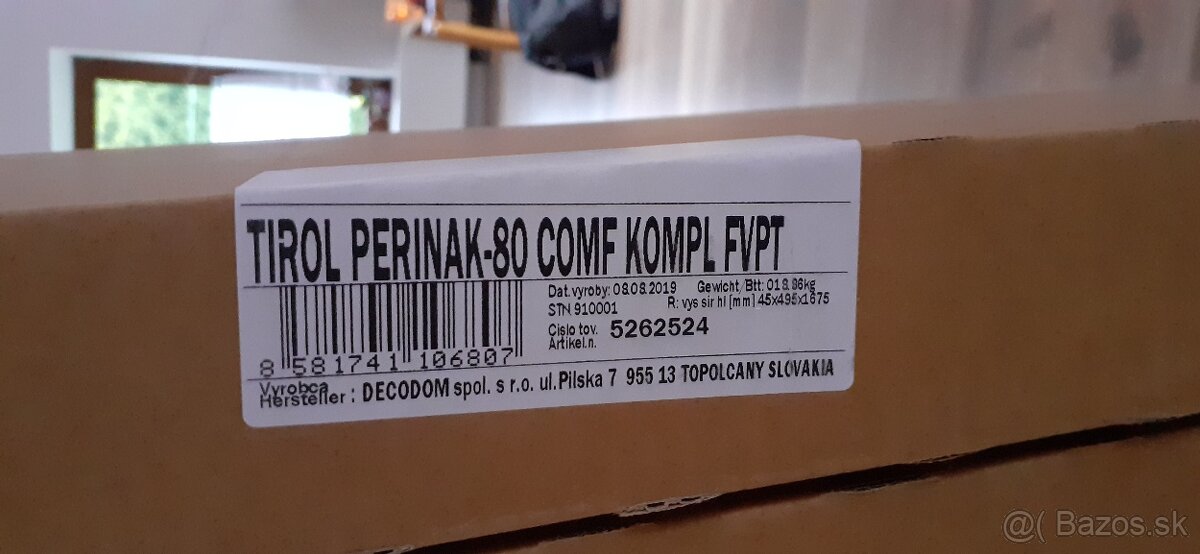 TIROL PERINAK-80 COMF KOMPL FVPT
Dat.vyroby: 08.08.2019 Gewicht/Btt: 018.86kg
STN 910001 R: vys sir hl [mm] 45x495x1675
Cislo tov. 5262524
Artikel.n.
8 581741 106807
Vyrobca
Hersteller : DECODOM spol. s r.o. ul.Pilska 7 955 13 TOPOLCANY SLOVAKIA
@( Bazos.sk